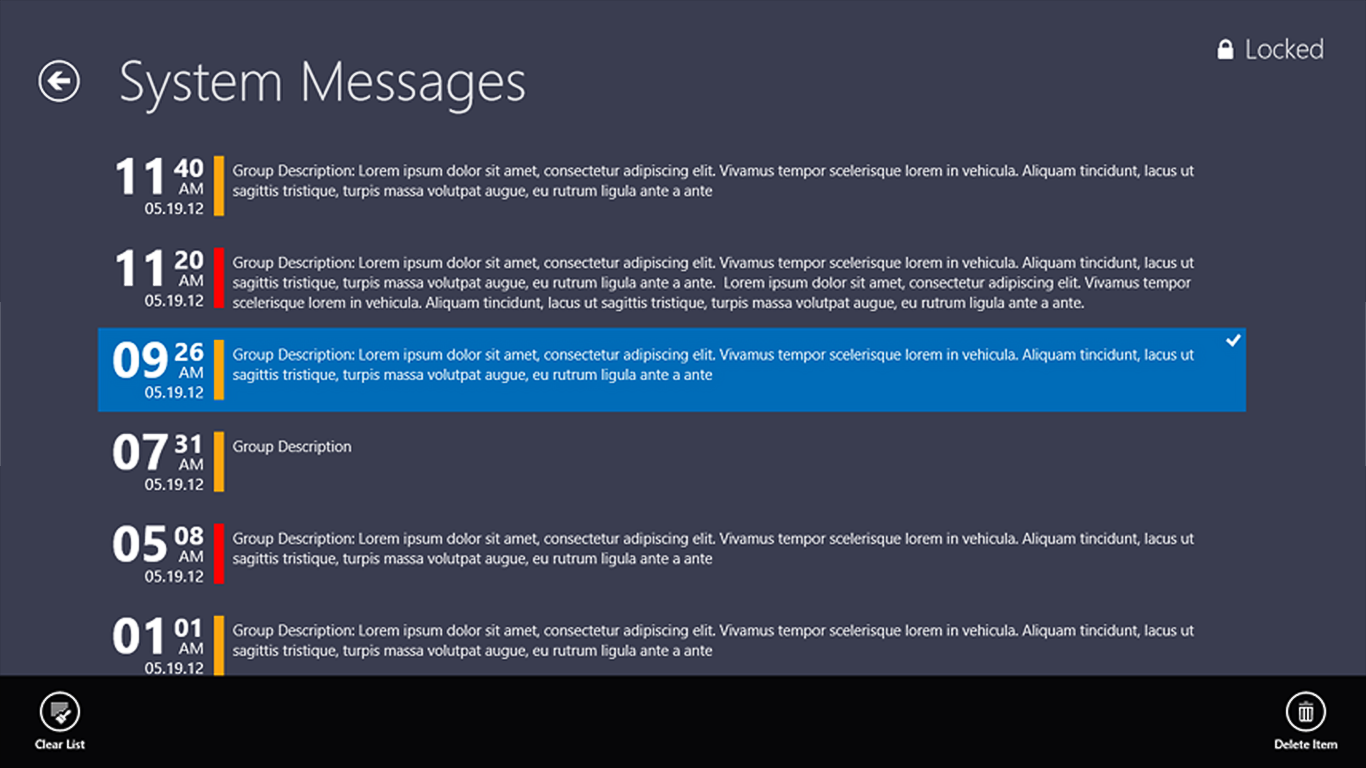 Locked
System Messages
11 40
AM
05.19.12
Group Description: Lorem ipsum dolor sit amet, consectetur adipiscing elit. Vivamus tempor scelerisque lorem in vehicula. Aliquam tincidunt, lacus ut
sagittis tristique, turpis massa volutpat augue, eu rutrum ligula ante a ante
11 20
AM
05.19.12
Group Description: Lorem ipsum dolor sit amet, consectetur adipiscing elit. Vivamus tempor scelerisque lorem in vehicula. Aliquam tincidunt, lacus ut
sagittis tristique, turpis massa volutpat augue, eu rutrum ligula ante a ante.  Lorem ipsum dolor sit amet, consectetur adipiscing elit. Vivamus tempor
scelerisque lorem in vehicula. Aliquam tincidunt, lacus ut sagittis tristique, turpis massa volutpat augue, eu rutrum ligula ante a ante.
09 26
AM
05.19.12
Group Description: Lorem ipsum dolor sit amet, consectetur adipiscing elit. Vivamus tempor scelerisque lorem in vehicula. Aliquam tincidunt, lacus ut
sagittis tristique, turpis massa volutpat augue, eu rutrum ligula ante a ante
07 31
AM
05.19.12
Group Description
05 08
AM
05.19.12
Group Description: Lorem ipsum dolor sit amet, consectetur adipiscing elit. Vivamus tempor scelerisque lorem in vehicula. Aliquam tincidunt, lacus ut
sagittis tristique, turpis massa volutpat augue, eu rutrum ligula ante a ante
01 01
AM
05.19.12
Group Description: Lorem ipsum dolor sit amet, consectetur adipiscing elit. Vivamus tempor scelerisque lorem in vehicula. Aliquam tincidunt, lacus ut
sagittis tristique, turpis massa volutpat augue, eu rutrum ligula ante a ante
Clear List
Delete Item